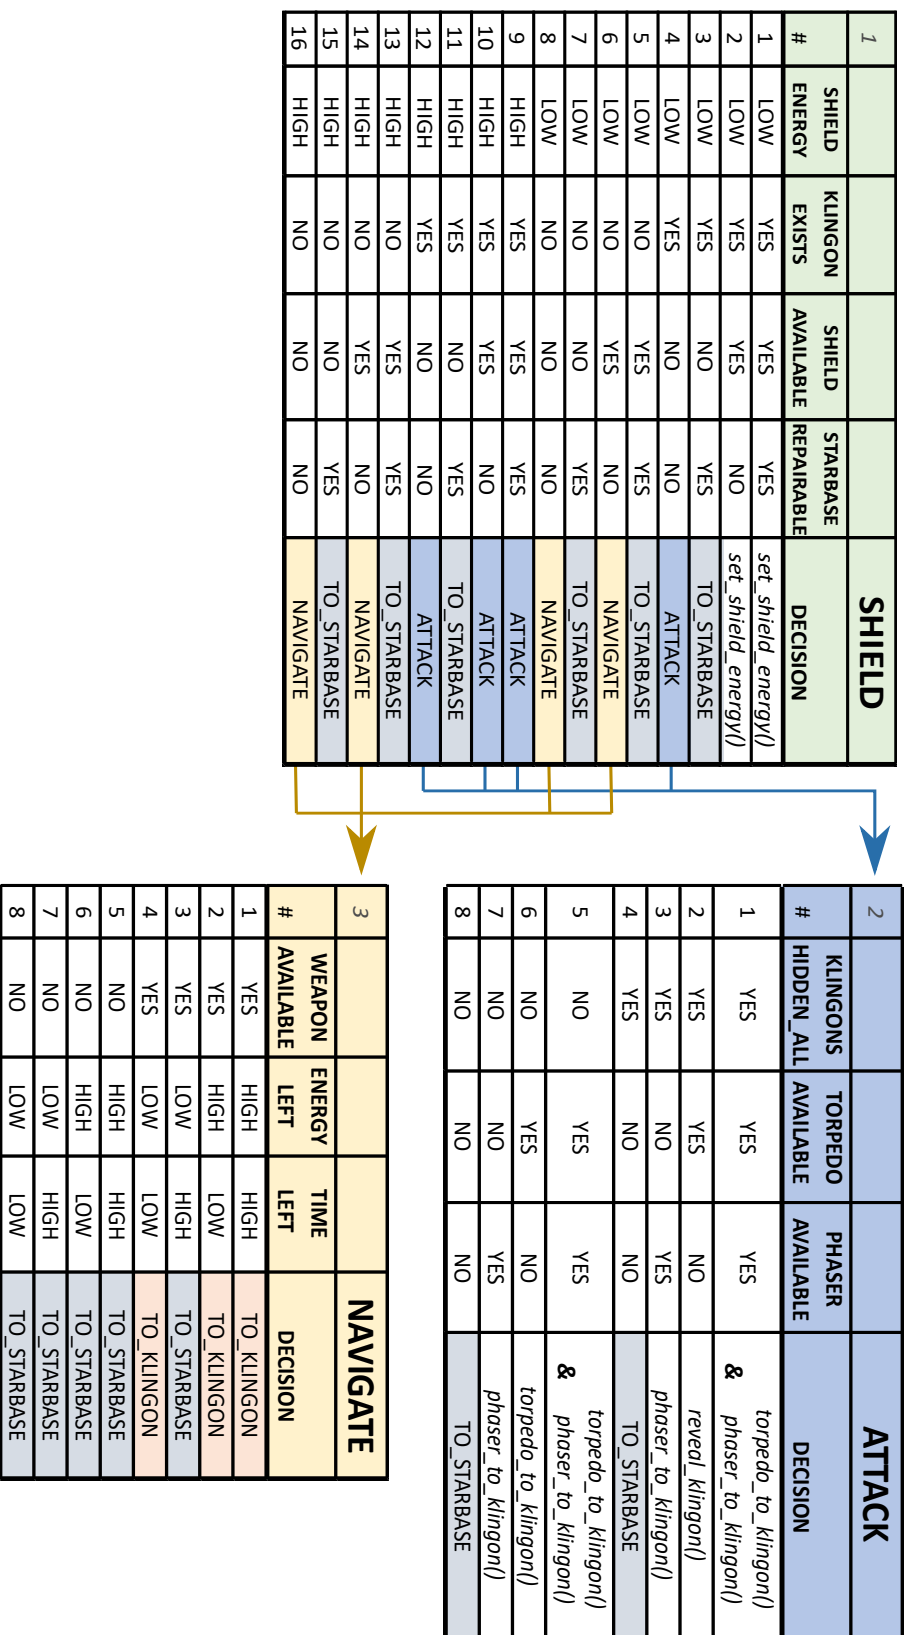 1 SHIELD
# SHIELD ENERGY KLINGON EXISTS SHIELD AVAILABLE STARBASE REPAIRABLE DECISION
1 LOW YES YES YES set_shield_energy()
2 LOW YES YES NO set_shield_energy()
3 LOW YES NO YES TO_STARBASE
4 LOW YES NO NO ATTACK
5 LOW NO YES YES TO_STARBASE
6 LOW NO YES NO NAVIGATE
7 LOW NO NO YES TO_STARBASE
8 LOW NO NO NO NAVIGATE
9 HIGH YES YES YES ATTACK
10 HIGH YES YES NO ATTACK
11 HIGH YES NO YES TO_STARBASE
12 HIGH YES NO NO ATTACK
13 HIGH NO YES YES TO_STARBASE
14 HIGH NO YES NO NAVIGATE
15 HIGH NO NO YES TO_STARBASE
16 HIGH NO NO NO NAVIGATE
2 ATTACK
# KLINGONS HIDDEN_ALL TORPEDO AVAILABLE PHASER AVAILABLE DECISION
1 YES YES YES torpedo_to_klingon()
& phaser_to_klingon()
2 YES YES NO reveal_klingon()
3 YES NO YES phaser_to_klingon()
4 YES NO NO TO_STARBASE
5 NO YES YES torpedo_to_klingon()
& phaser_to_klingon()
6 NO YES NO torpedo_to_klingon()
7 NO NO YES phaser_to_klingon()
8 NO NO NO TO_STARBASE
3 NAVIGATE
# WEAPON AVAILABLE ENERGY LEFT TIME LEFT DECISION
1 YES HIGH HIGH TO_KLINGON
2 YES HIGH LOW TO_KLINGON
3 YES LOW HIGH TO_STARBASE
4 YES LOW LOW TO_KLINGON
5 NO HIGH HIGH TO_STARBASE
6 NO HIGH LOW TO_STARBASE
7 NO LOW HIGH TO_STARBASE
8 NO LOW LOW TO_STARBASE